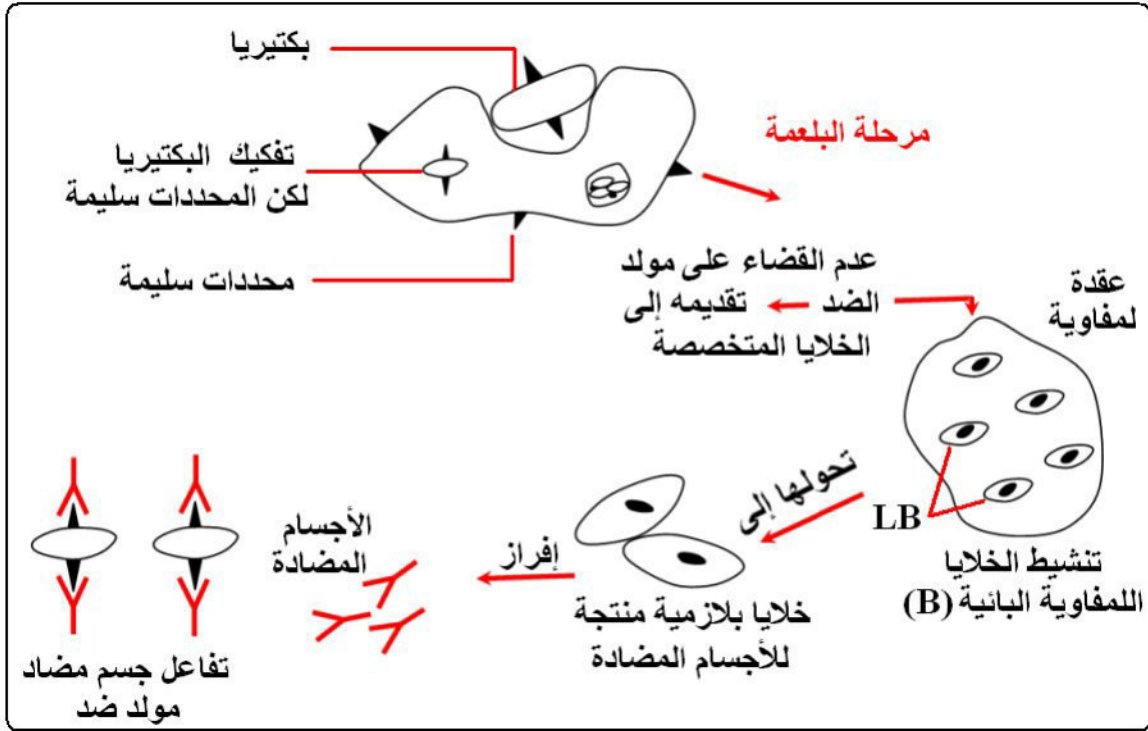 بكتيريا
مرحلة البلعمة
تفكيك البكتيريا
لكن المحددات سليمة
محددات سليمة
عدم القضاء على مولد
الضد
تقديمه إلى
الخلايا المتخصصة
عقدة
لمفاوية
LB
تنشيط الخلايا
اللمفاوية البائية (B)
تحولها إلى
خلايا بلازمية منتجة
للأجسام المضادة
إفراز
الأجسام
المضادة
تفاعل جسم مضاد
مولد ضد